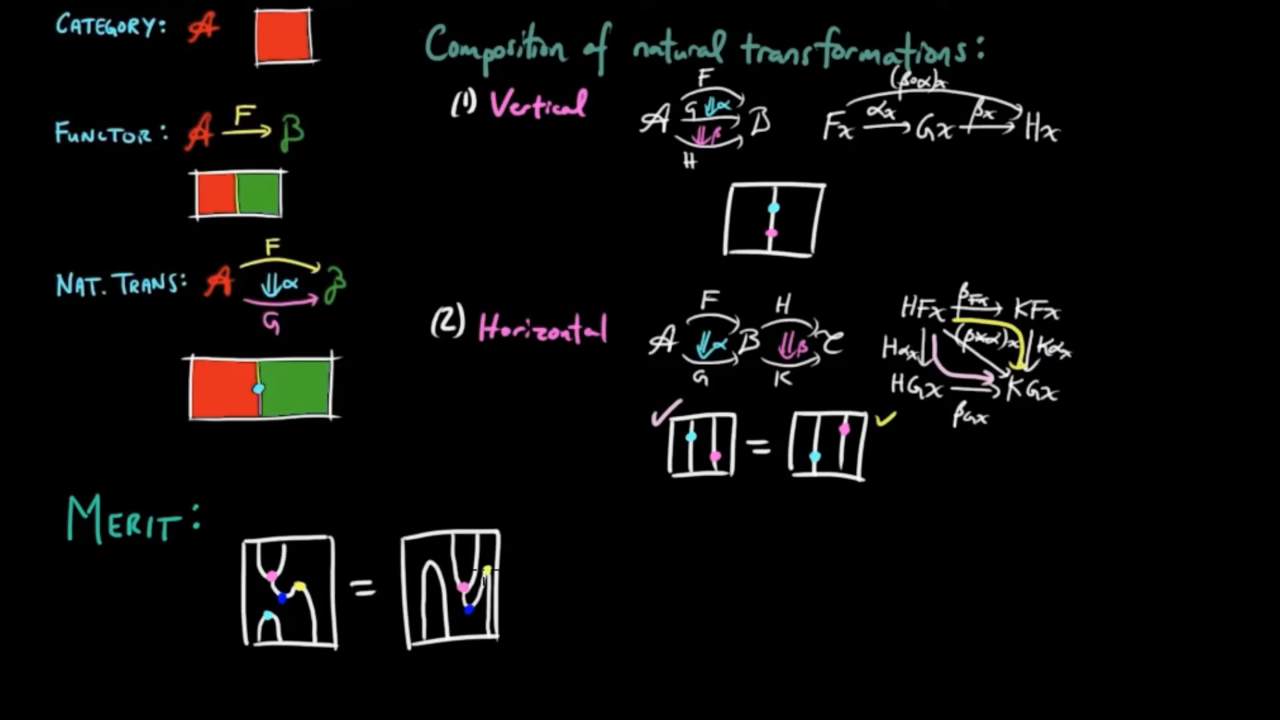 CATEGORY: A
FUNCTOR: A F B
NAT. TRANS: A F ⇓α G B
Composition of natural transformations:
(1) Vertical
A F G ⇓α ⇓β H B
(β∘α)x
Fx αx Gx βx Hx
(2) Horizontal
A F ⇓α G B H ⇓β K C
HFx βFx KFx
Hαx (β*α)x Kαx
HGx βGx KGx
=
MERIT:
=